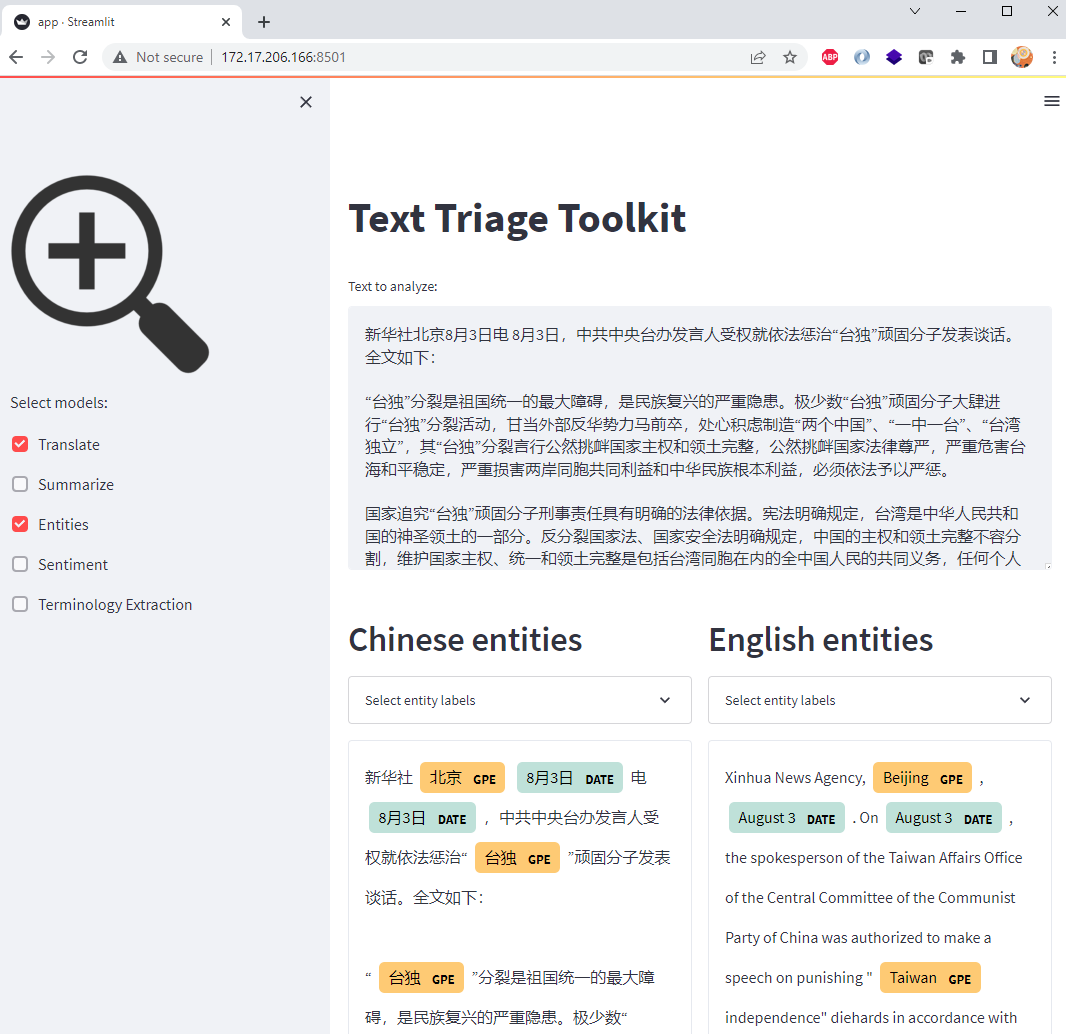 app · Streamlit
Not secure
172.17.206.166:8501
ABP
Select models:
Translate
Summarize
Entities
Sentiment
Terminology Extraction
Text Triage Toolkit
Text to analyze:
新华社北京8月3日电 8月3日，中共中央台办发言人受权就依法惩治“台独”顽固分子发表谈话。
全文如下：
“台独”分裂是祖国统一的最大障碍，是民族复兴的严重隐患。极少数“台独”顽固分子大肆进
行“台独”分裂活动，甘当外部反华势力马前卒，处心积虑制造“两个中国”、“一中一台”、“台湾
独立”，其“台独”分裂言行公然挑衅国家主权和领土完整，公然挑衅国家法律尊严，严重危害台
海和平稳定，严重损害两岸同胞共同利益和中华民族根本利益，必须依法予以严惩。
国家追究“台独”顽固分子刑事责任具有明确的法律依据。宪法明确规定，台湾是中华人民共和
国的神圣领土的一部分。反分裂国家法、国家安全法明确规定，中国的主权和领土完整不容分
割，维护国家主权、统一和领土完整是包括台湾同胞在内的全中国人民的共同义务，任何个人
Chinese entities
Select entity labels
新华社 北京 GPE 8月3日 DATE 电
8月3日 DATE ，中共中央台办发言人受
权就依法惩治“ 台独 GPE ”顽固分子发表
谈话。全文如下：
“ 台独 GPE ”分裂是祖国统一的最大障
碍，是民族复兴的严重隐患。极少数“
English entities
Select entity labels
Xinhua News Agency, Beijing GPE ,
August 3 DATE . On August 3 DATE ,
the spokesperson of the Taiwan Affairs Office
of the Central Committee of the Communist
Party of China was authorized to make a
speech on punishing " Taiwan GPE
independence" diehards in accordance with